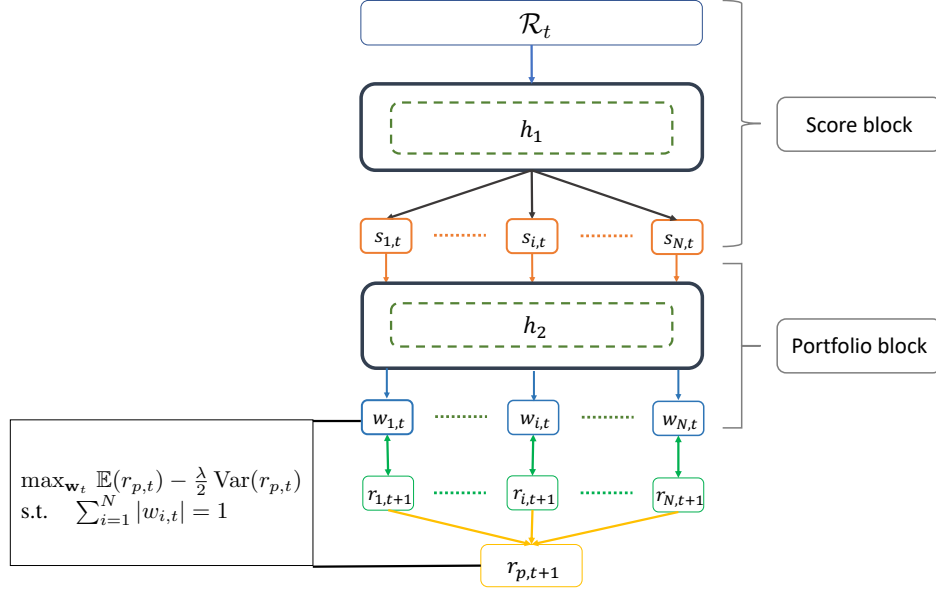 ℛ_t
Score block
h_1
s_{1,t} s_{i,t} s_{N,t}
h_2
Portfolio block
w_{1,t} w_{i,t} w_{N,t}
max_{𝐰_t} 𝔼(r_{p,t}) − \frac{λ}{2} Var(r_{p,t})
s.t. ∑_{i=1}^{N} |w_{i,t}| = 1
r_{1,t+1} r_{i,t+1} r_{N,t+1}
r_{p,t+1}